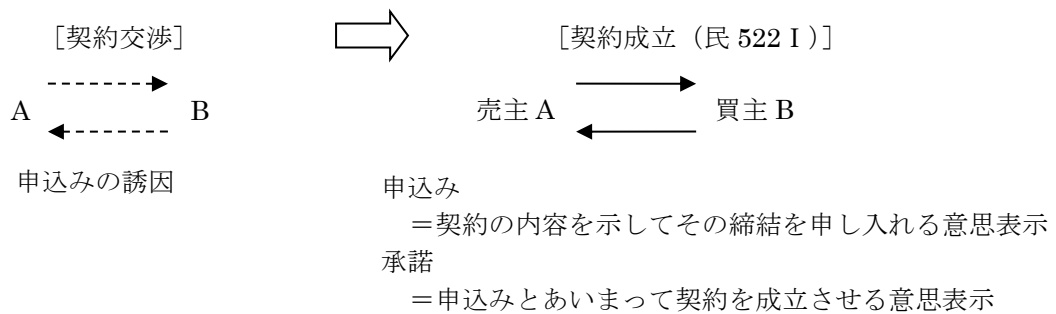 ［契約交渉］
［契約成立（民 522Ⅰ）］
A
B
売主 A
買主 B
申込みの誘因
申込み
＝契約の内容を示してその締結を申し入れる意思表示
承諾
＝申込みとあいまって契約を成立させる意思表示